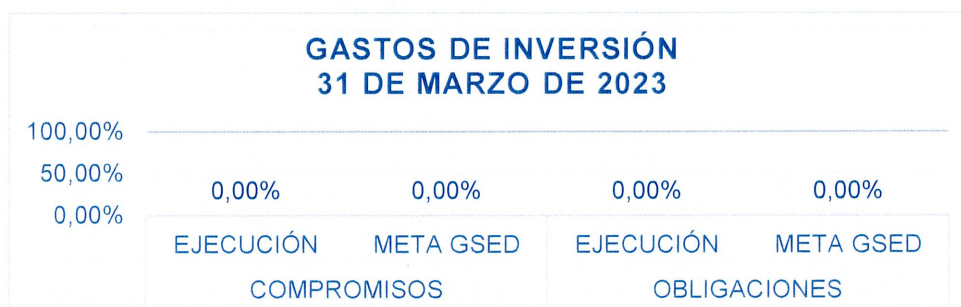 GASTOS DE INVERSIÓN
31 DE MARZO DE 2023
100,00%
50,00%
0,00%
0,00% 0,00% 0,00% 0,00%
EJECUCIÓN META GSED EJECUCIÓN META GSED
COMPROMISOS OBLIGACIONES